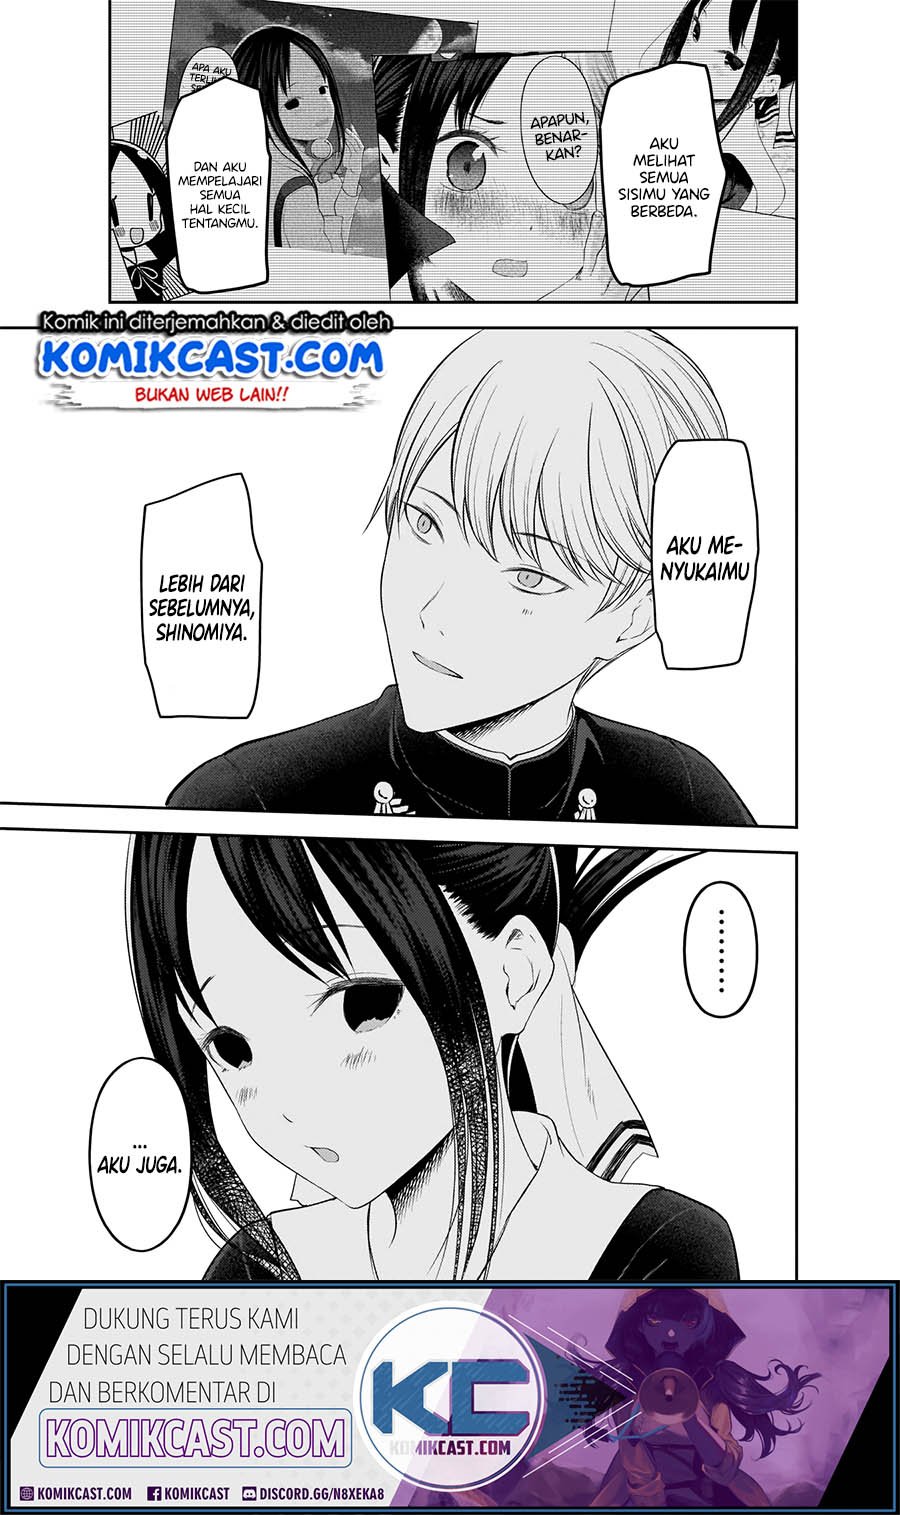 AKU
MELIHAT
SEMUA
SISIMU YANG
BERBEDA.
APAPUN,
BENAR-
KAN?
APA AKU
DAN AKU
MEMPELAJARI
SEMUA
HAL KECIL
TENTANGMU.
Komik ini diterjemahkan & diedit oleh
KOMIKCAST.COM
BUKAN WEB LAIN!!
AKU ME-
NYUKAIMU
LEBIH DARI
SEBELUMNYA,
SHINOMIYA.
.........
...
AKU JUGA.
DUKUNG TERUS KAMI
DENGAN SELALU MEMBACA
DAN BERKOMENTAR DI
KOMIKCAST.COM
KC
KOMIKCAST.COM
KOMIKCAST.COM KOMIKCAST DISCORD.GG/N8XEKA8